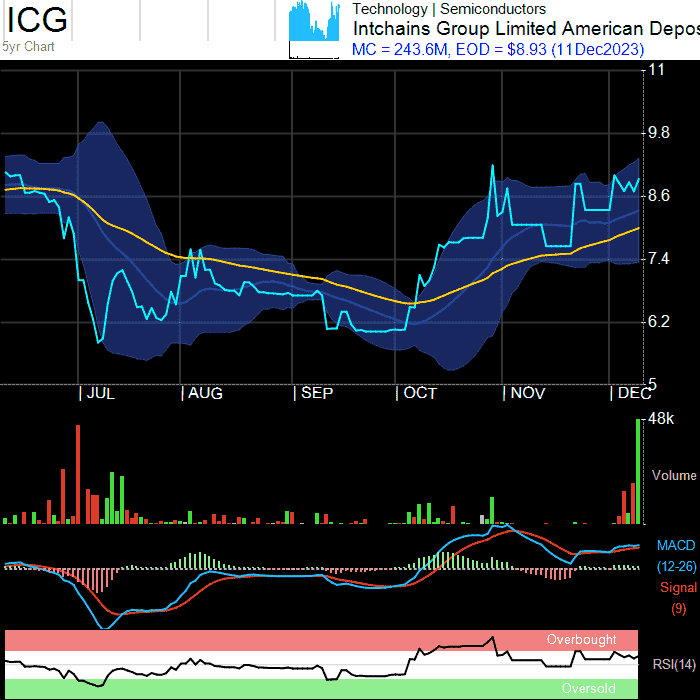 ICG
5yr Chart
Technology | Semiconductors
Intchains Group Limited American Depos
MC = 243.6M, EOD = $8.93 (11Dec2023)
11
9.8
8.6
7.4
6.2
5
| JUL | AUG | SEP | OCT | NOV | DEC
48k
Volume
MACD
(12-26)
Signal
(9)
Overbought
RSI(14)
Oversold